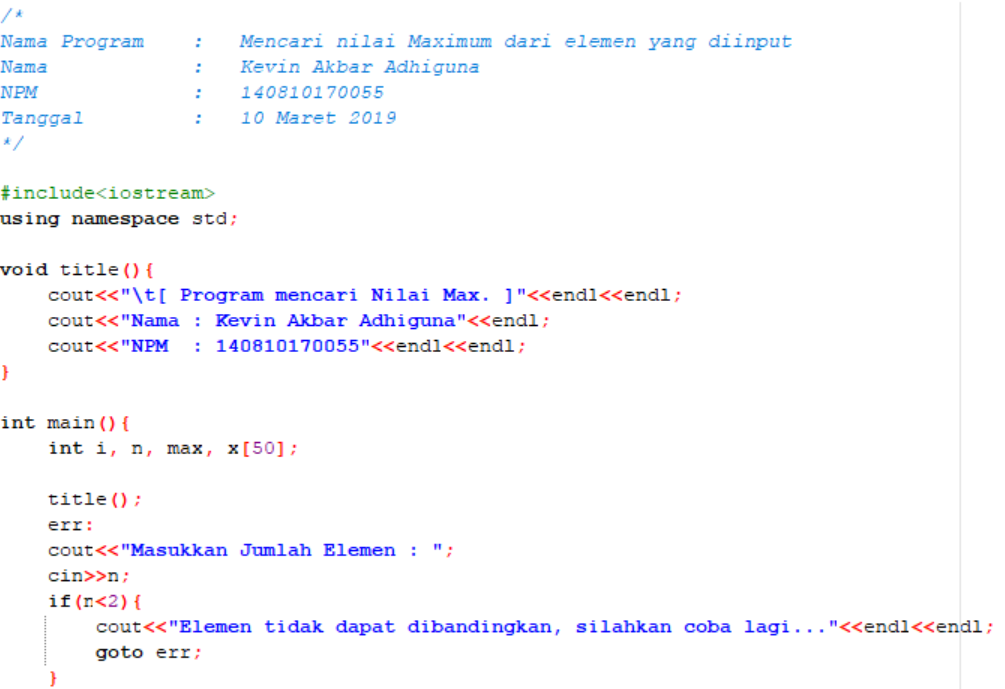 /*
Nama Program    :   Mencari nilai Maximum dari elemen yang diinput
Nama            :   Kevin Akbar Adhiguna
NPM             :   140810170055
Tanggal         :   10 Maret 2019
*/
#include<iostream>
using namespace std;
void title(){
    cout<<"\t[ Program mencari Nilai Max. ]"<<endl<<endl;
    cout<<"Nama : Kevin Akbar Adhiguna"<<endl;
    cout<<"NPM  : 140810170055"<<endl<<endl;
}
int main(){
    int i, n, max, x[50];
    title();
    err:
    cout<<"Masukkan Jumlah Elemen : ";
    cin>>n;
    if(n<2){
        cout<<"Elemen tidak dapat dibandingkan, silahkan coba lagi..."<<endl<<endl;
        goto err;
    }